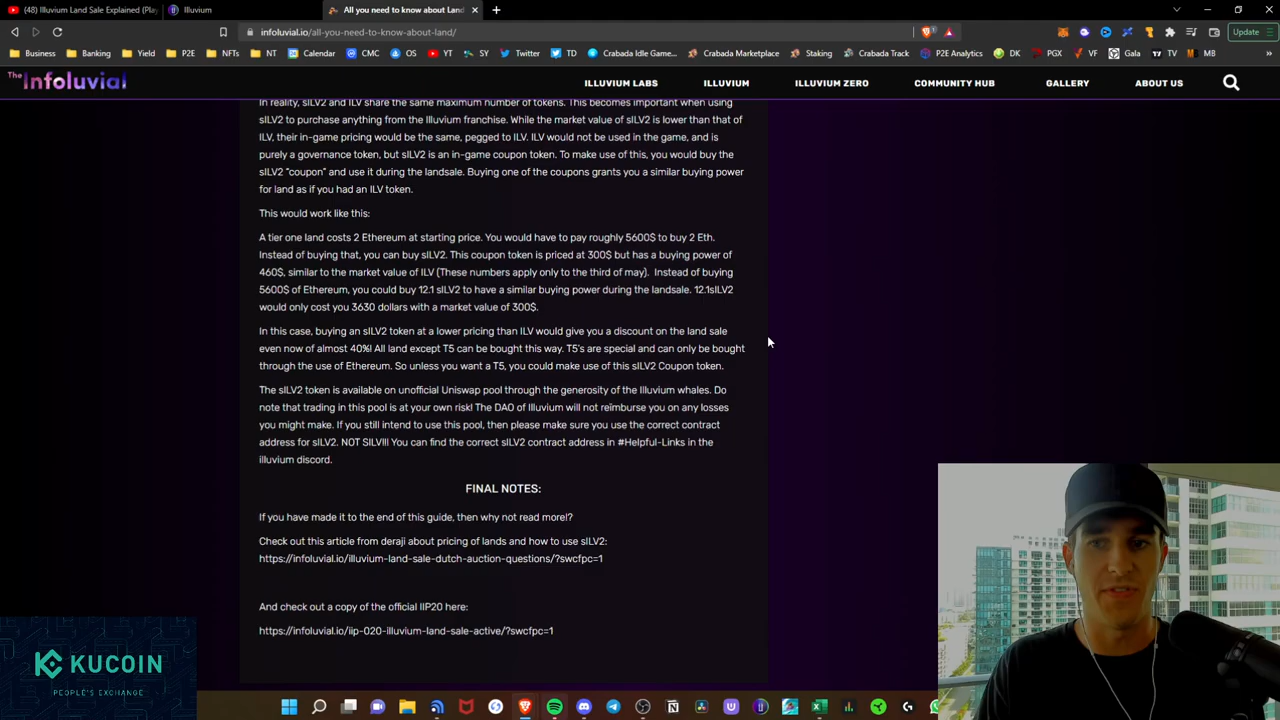 (48) Illuvium Land Sale Explained (Play
Illuvium
All you need to know about Land
infoluvial.io/all-you-need-to-know-about-land/
Update
Business
Banking
Yield
P2E
NFTs
NT
Calendar
CMC
OS
YT
SY
Twitter
TD
Crabada Idle Game...
Crabada Marketplace
Staking
Crabada Track
P2E Analytics
DK
PGX
VF
Gala
TV
MB
The Infoluvial
ILLUVIUM LABS
ILLUVIUM
ILLUVIUM ZERO
COMMUNITY HUB
GALLERY
ABOUT US
In reality, sILV2 and ILV share the same maximum number of tokens. This becomes important when using
sILV2 to purchase anything from the Illuvium franchise. While the market value of sILV2 is lower than that of
ILV, their in-game pricing would be the same, pegged to ILV. ILV would not be used in the game, and is
purely a governance token, but sILV2 is an in-game coupon token. To make use of this, you would buy the
sILV2 “coupon” and use it during the landsale. Buying one of the coupons grants you a similar buying power
for land as if you had an ILV token.
This would work like this:
A tier one land costs 2 Ethereum at starting price. You would have to pay roughly 5600$ to buy 2 Eth.
Instead of buying that, you can buy sILV2. This coupon token is priced at 300$ but has a buying power of
460$, similar to the market value of ILV (These numbers apply only to the third of may). Instead of buying
5600$ of Ethereum, you could buy 12.1 sILV2 to have a similar buying power during the landsale. 12.1sILV2
would only cost you 3630 dollars with a market value of 300$.
In this case, buying an sILV2 token at a lower pricing than ILV would give you a discount on the land sale
even now of almost 40%! All land except T5 can be bought this way. T5's are special and can only be bought
through the use of Ethereum. So unless you want a T5, you could make use of this sILV2 Coupon token.
The sILV2 token is available on unofficial Uniswap pool through the generosity of the Illuvium whales. Do
note that trading in this pool is at your own risk! The DAO of Illuvium will not reïmburse you on any losses
you might make. If you still intend to use this pool, then please make sure you use the correct contract
address for sILV2. NOT SILV!!! You can find the correct sILV2 contract address in #Helpful-Links in the
illuvium discord.
FINAL NOTES:
If you have made it to the end of this guide, then why not read more!?
Check out this article from deraji about pricing of lands and how to use sILV2:
https://infoluvial.io/illuvium-land-sale-dutch-auction-questions/?swcfpc=1
And check out a copy of the official IIP20 here:
https://infoluvial.io/iip-020-illuvium-land-sale-active/?swcfpc=1
KUCOIN
PEOPLE'S EXCHANGE